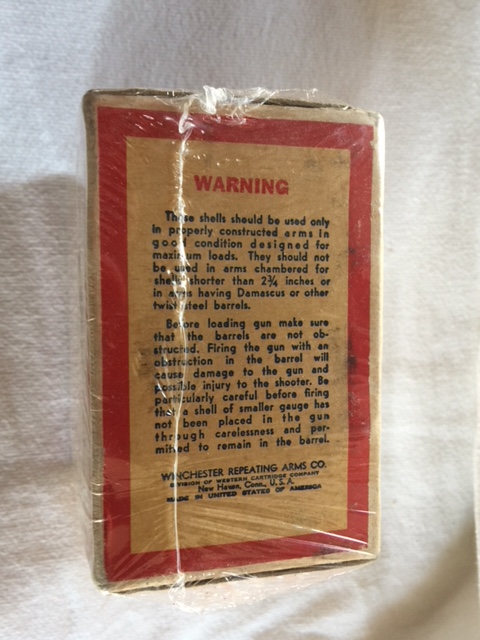 WARNING
These shells should be used only
in properly constructed arms in
good condition designed for
maximum loads. They should not
be used in arms chambered for
shells shorter than 2¾ inches or
in arms having Damascus or other
twist steel barrels.
Before loading gun make sure
that the barrels are not ob-
structed. Firing the gun with an
obstruction in the barrel will
cause damage to the gun and
possible injury to the shooter. Be
particularly careful before firing
that a shell of smaller gauge has
not been placed in the gun
through carelessness and per-
mitted to remain in the barrel.
WINCHESTER REPEATING ARMS CO.
DIVISION OF WESTERN CARTRIDGE COMPANY
New Haven, Conn., U.S.A.
MADE IN UNITED STATES OF AMERICA